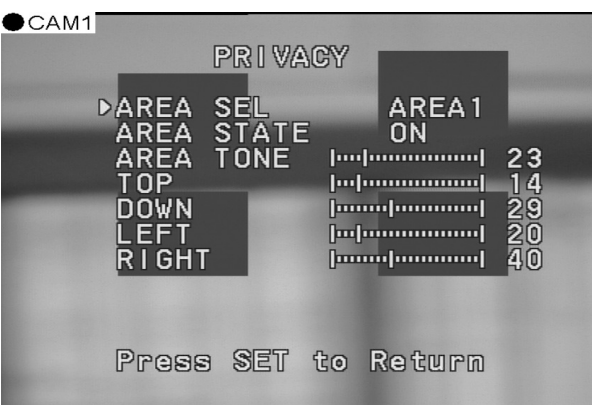 CAM1
PRIVACY
AREA SEL AREA1
AREA STATE ON
AREA TONE 23
TOP 14
DOWN 29
LEFT 20
RIGHT 40
Press SET to Return